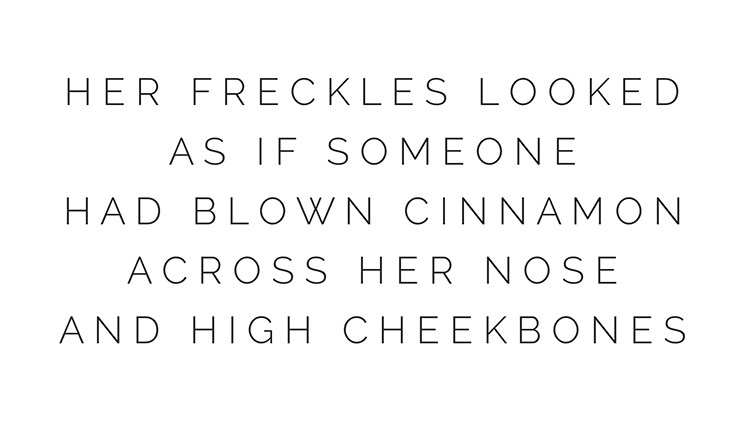 HER FRECKLES LOOKED
AS IF SOMEONE
HAD BLOWN CINNAMON
ACROSS HER NOSE
AND HIGH CHEEKBONES